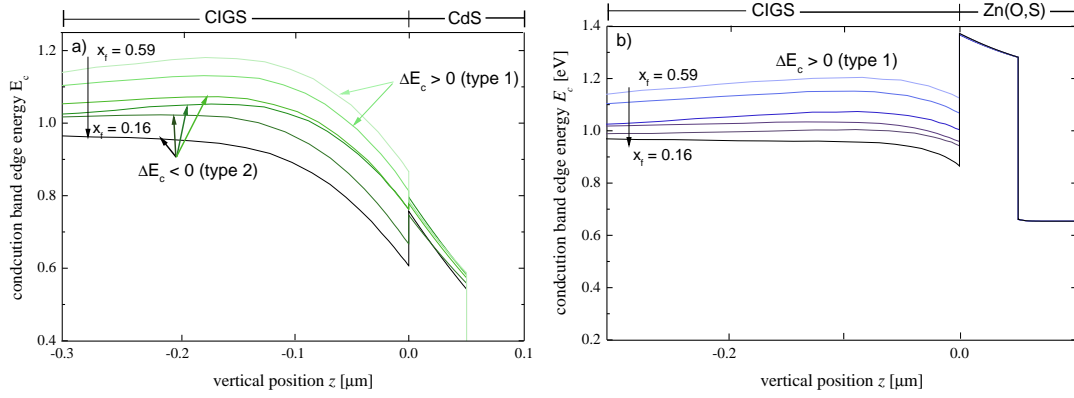 CIGS
CdS
a)
x_f = 0.59
ΔE_c > 0 (type 1)
x_f = 0.16
ΔE_c < 0 (type 2)
condcution band edge energy E_c
1.2
1.0
0.8
0.6
0.4
-0.3
-0.2
-0.1
0.0
0.1
vertical position z [µm]
CIGS
Zn(O,S)
b)
ΔE_c > 0 (type 1)
x_f = 0.59
x_f = 0.16
condcution band edge energy E_c [eV]
1.4
1.2
1.0
0.8
0.6
0.4
0.2
-0.2
0.0
vertical position z [µm]